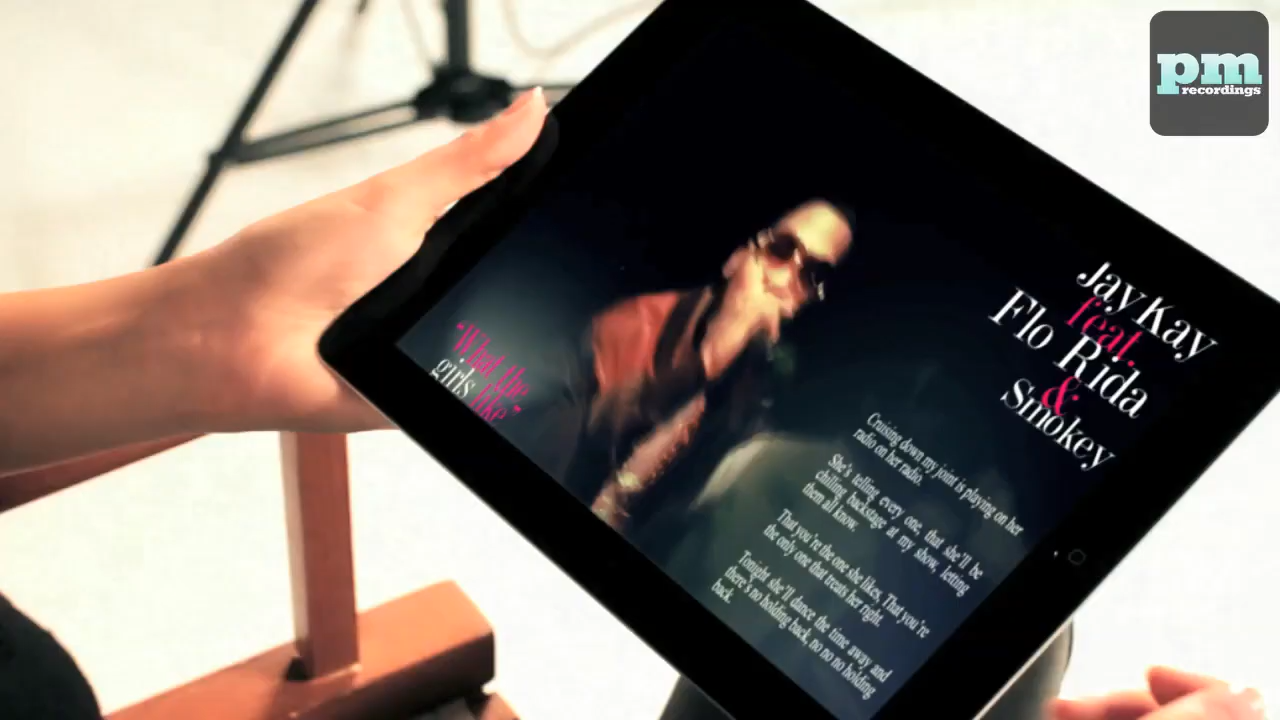 pm
recordings
JayKay
feat.
Flo Rida
&
Smokey
"What the
girls like"
Cruising down my joint is playing on her
radio on her radio.
She's telling every one, that she'll be
chilling backstage at my show, letting
them all know.
That you're the one she likes, That you're
the only one that treats her right.
Tonight she'll dance the time away and
there's no holding back, no no no holding
back.